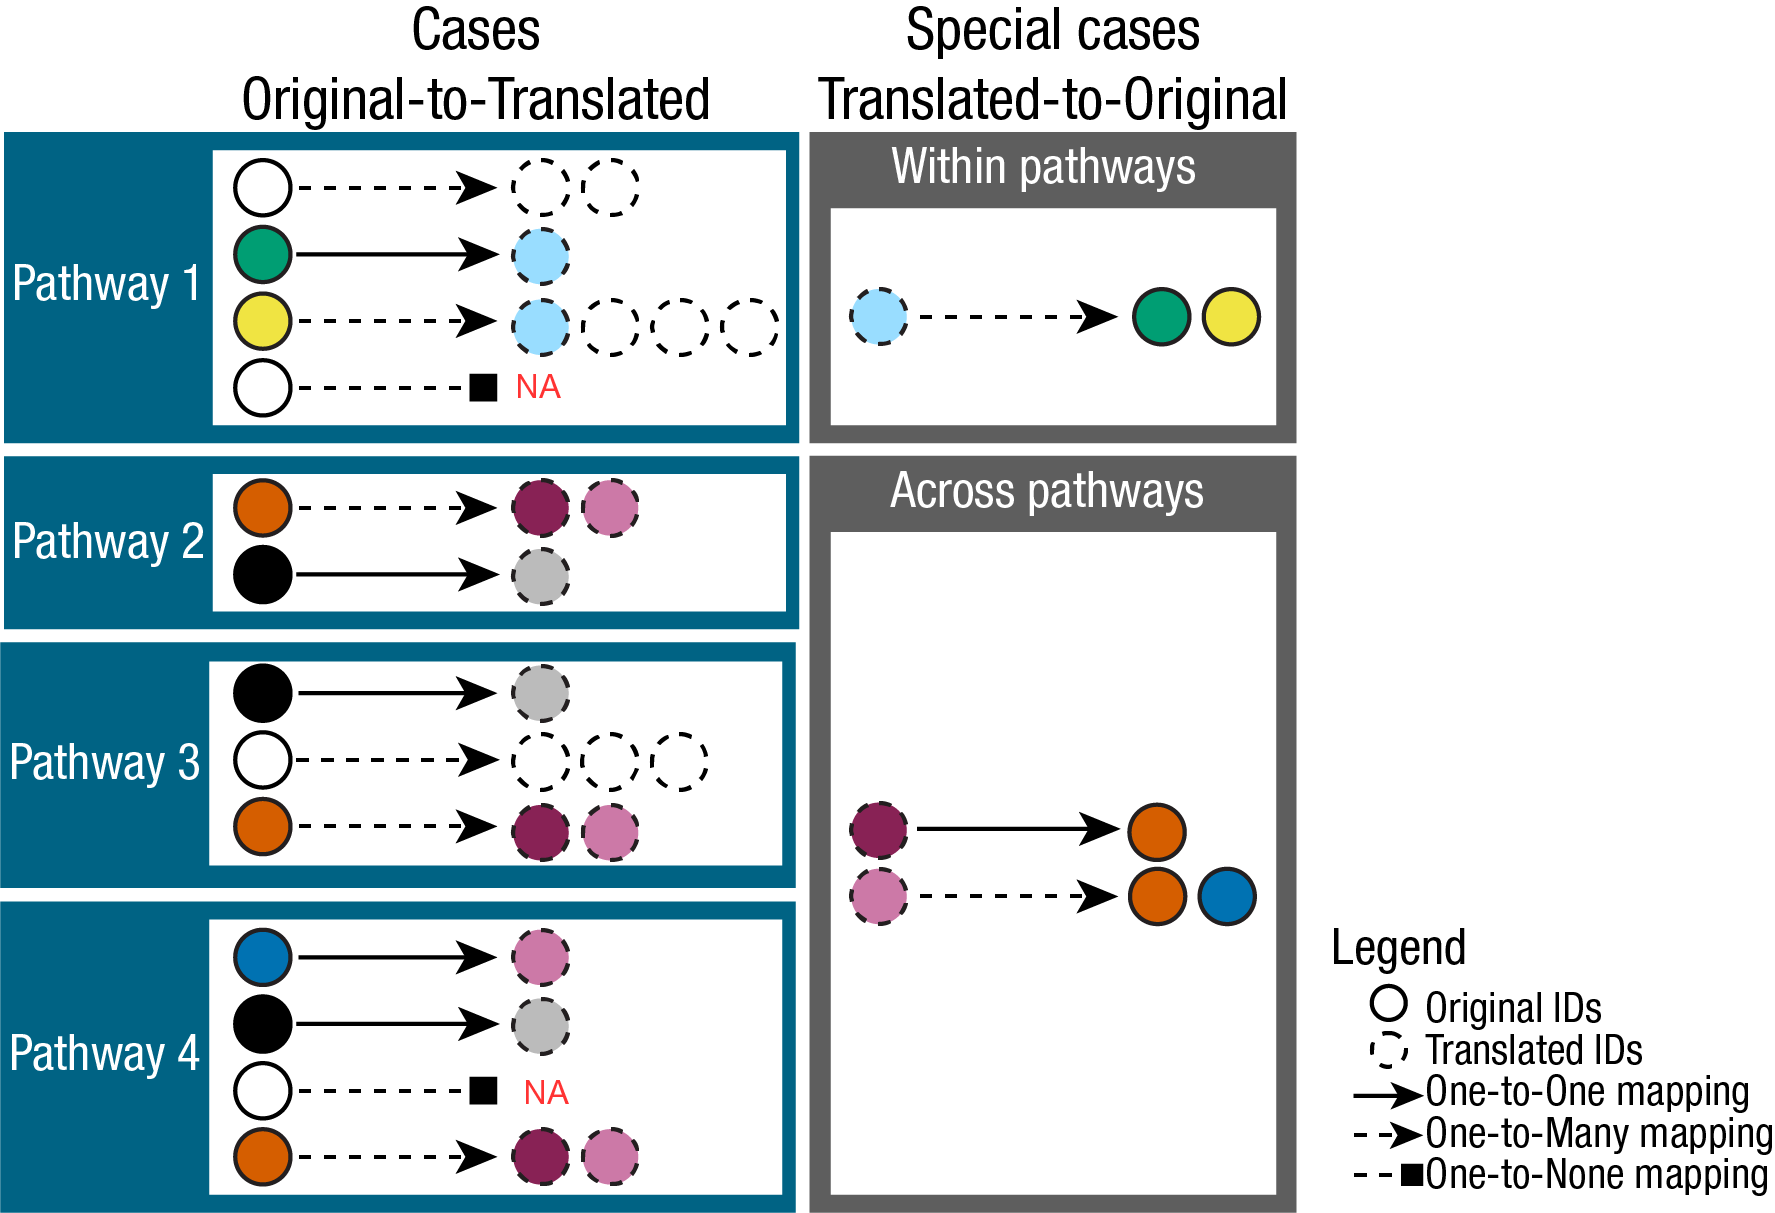 Cases
Original-to-Translated
Special cases
Translated-to-Original
Pathway 1
NA
Within pathways
Pathway 2
Across pathways
Pathway 3
Pathway 4
NA
Legend
Original IDs
Translated IDs
One-to-One mapping
One-to-Many mapping
One-to-None mapping